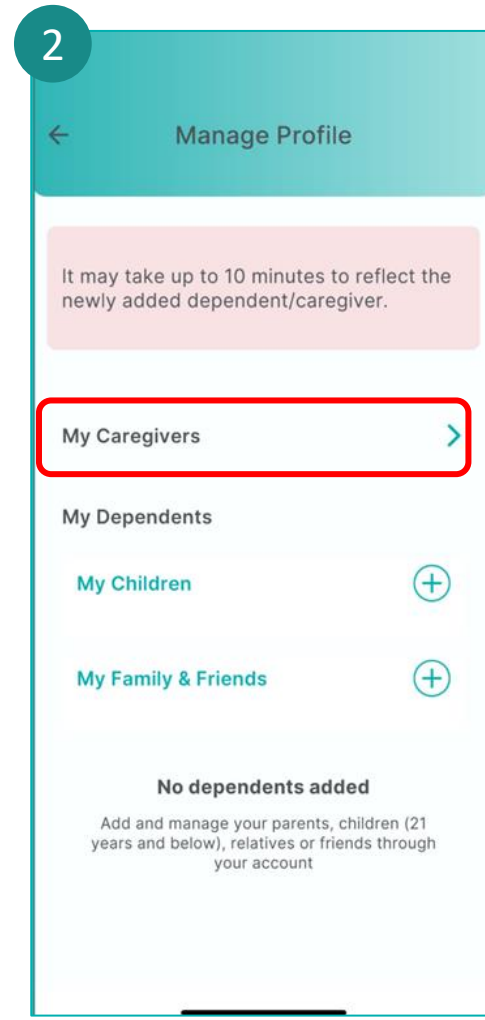 2
Manage Profile
It may take up to 10 minutes to reflect the
newly added dependent/caregiver.
My Caregivers
My Dependents
My Children
My Family & Friends
No dependents added
Add and manage your parents, children (21
years and below), relatives or friends through
your account